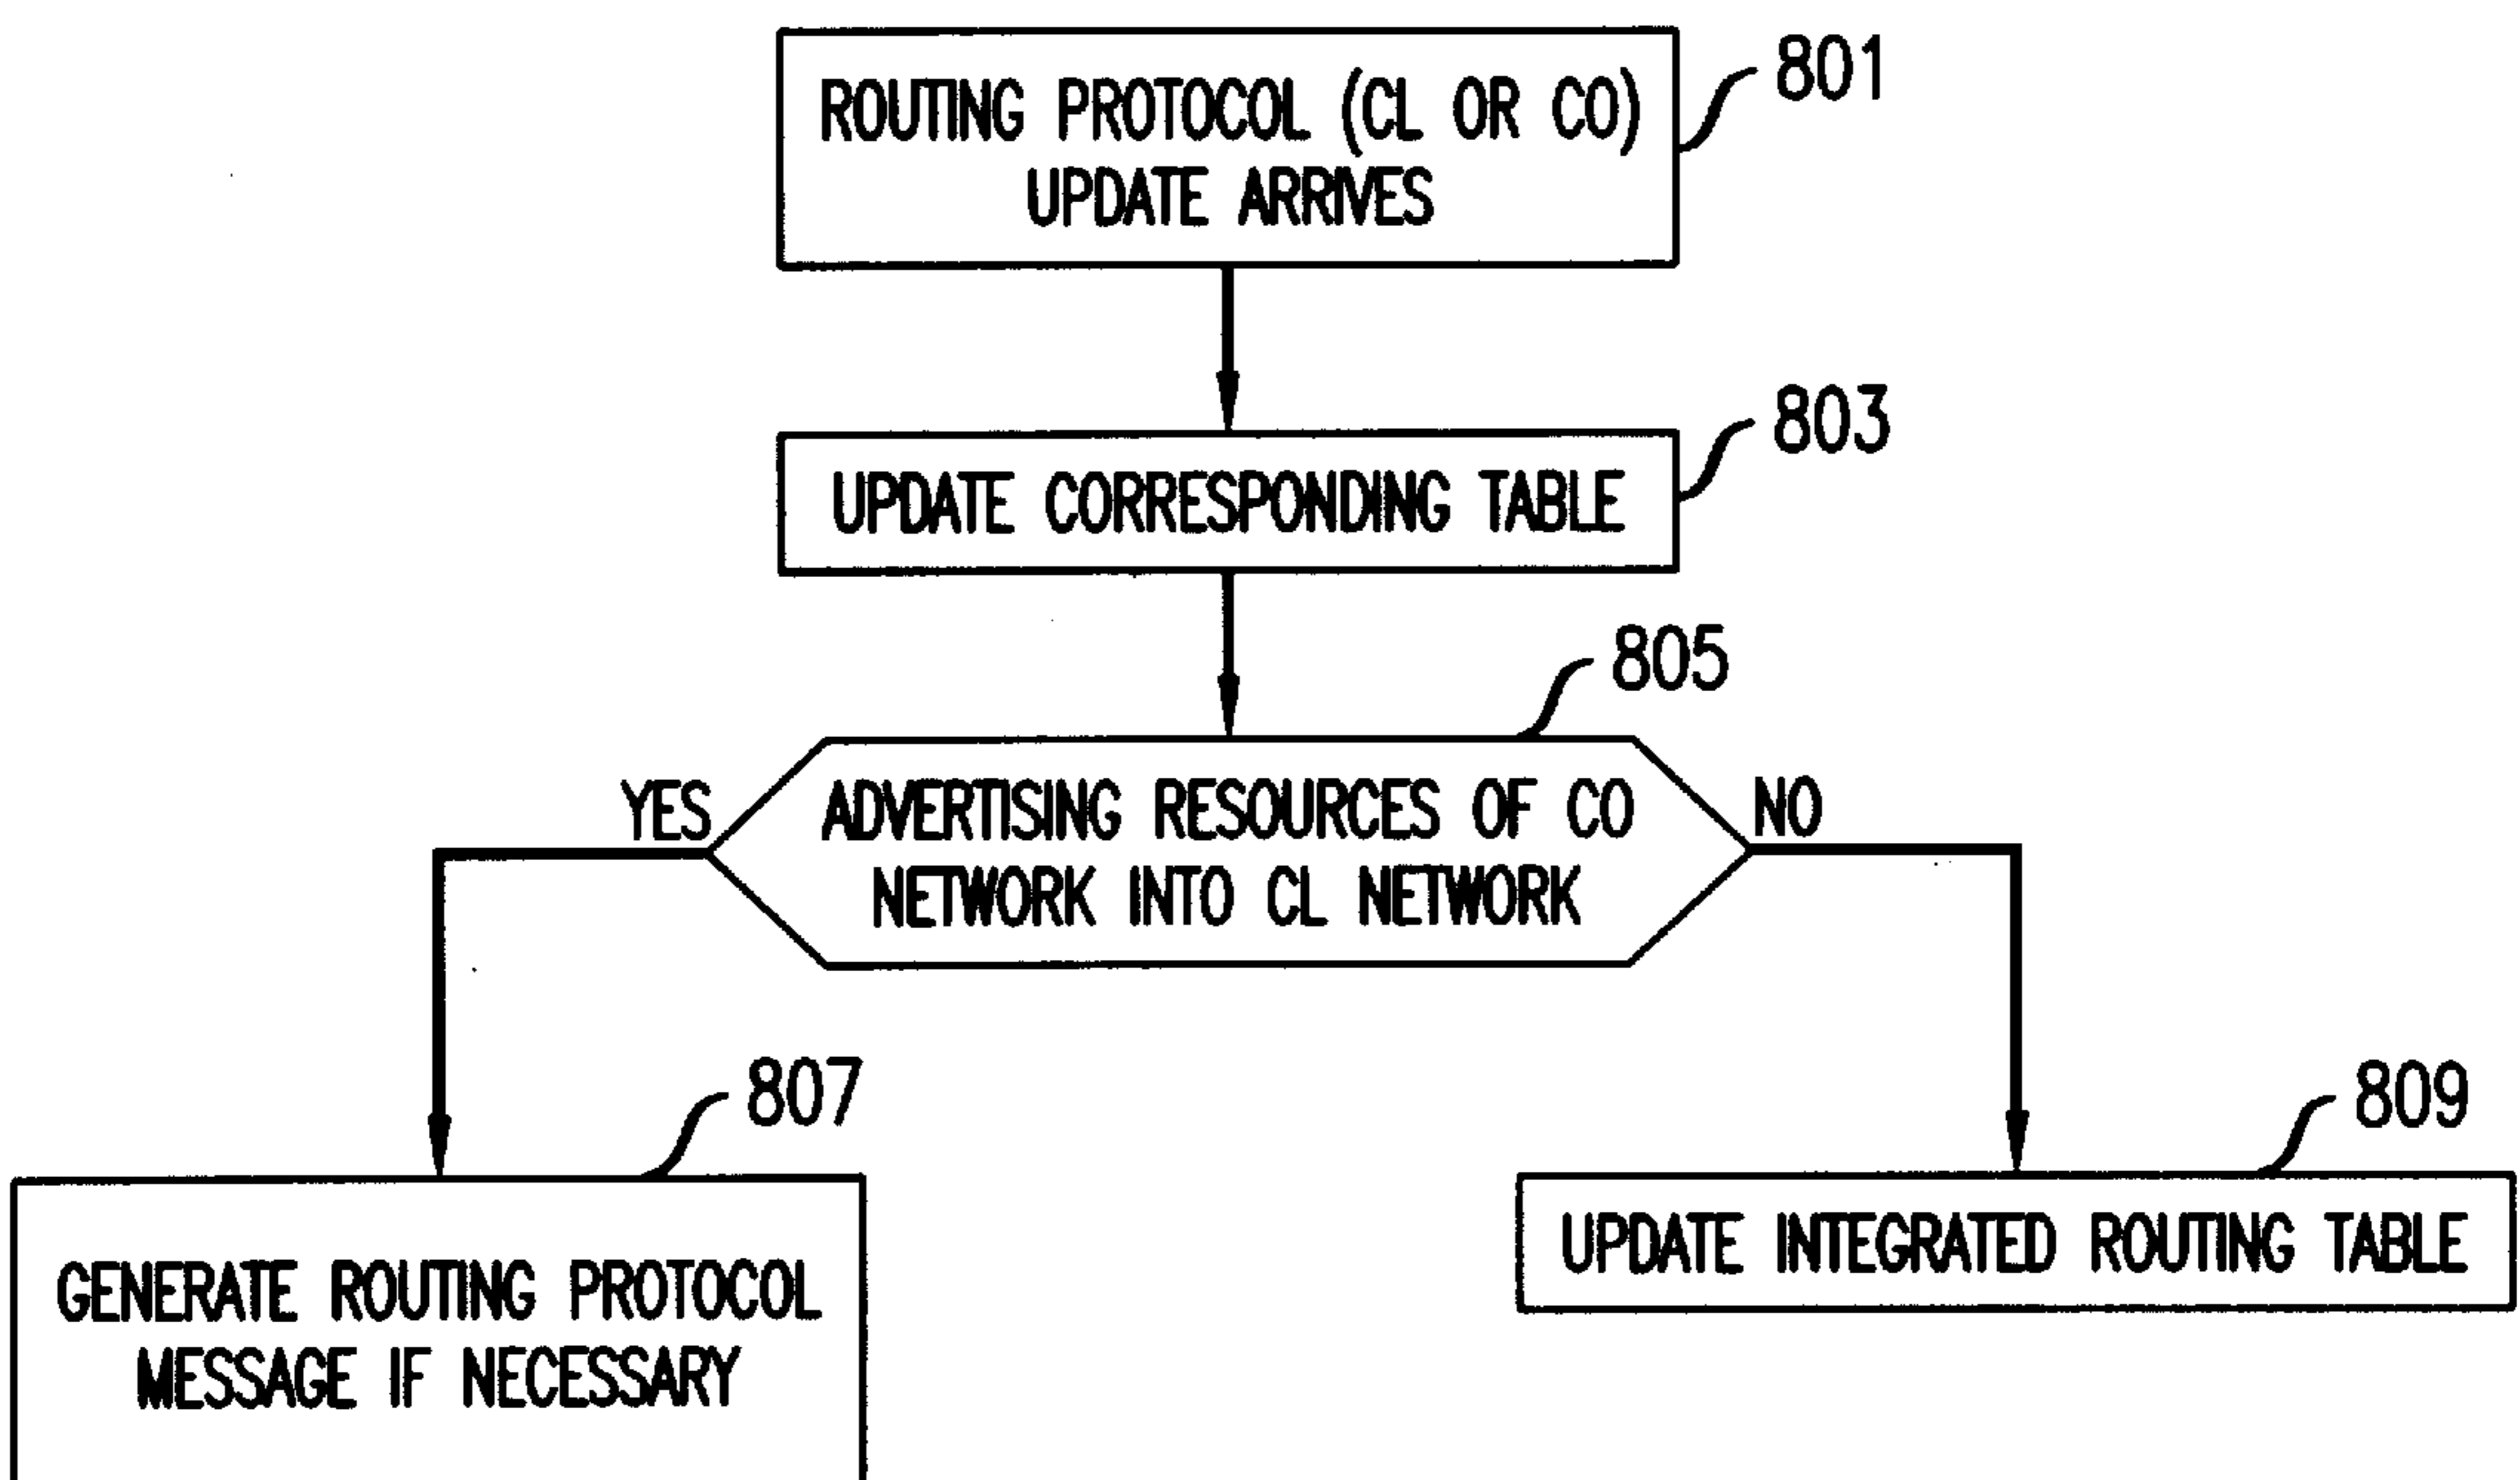 ROUTING PROTOCOL (CL OR CO)
UPDATE ARRIVES
801
UPDATE CORRESPONDING TABLE
803
805
YES
ADVERTISING RESOURCES OF CO
NETWORK INTO CL NETWORK
NO
807
GENERATE ROUTING PROTOCOL
MESSAGE IF NECESSARY
809
UPDATE INTEGRATED ROUTING TABLE